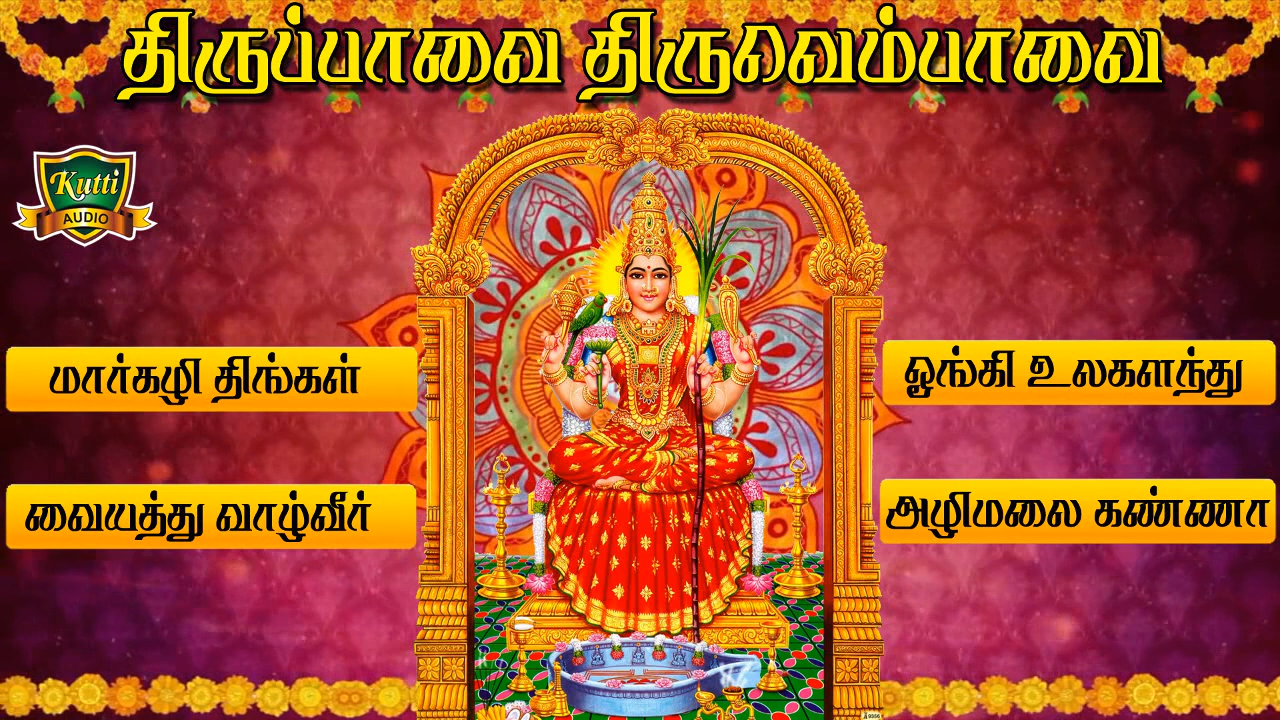 திருப்பாவை திருவெம்பாவை
Kutti
AUDIO
மார்கழி திங்கள்
ஓங்கி உலகளந்து
வையத்து வாழ்வீர்
அழிமலை கண்ணா